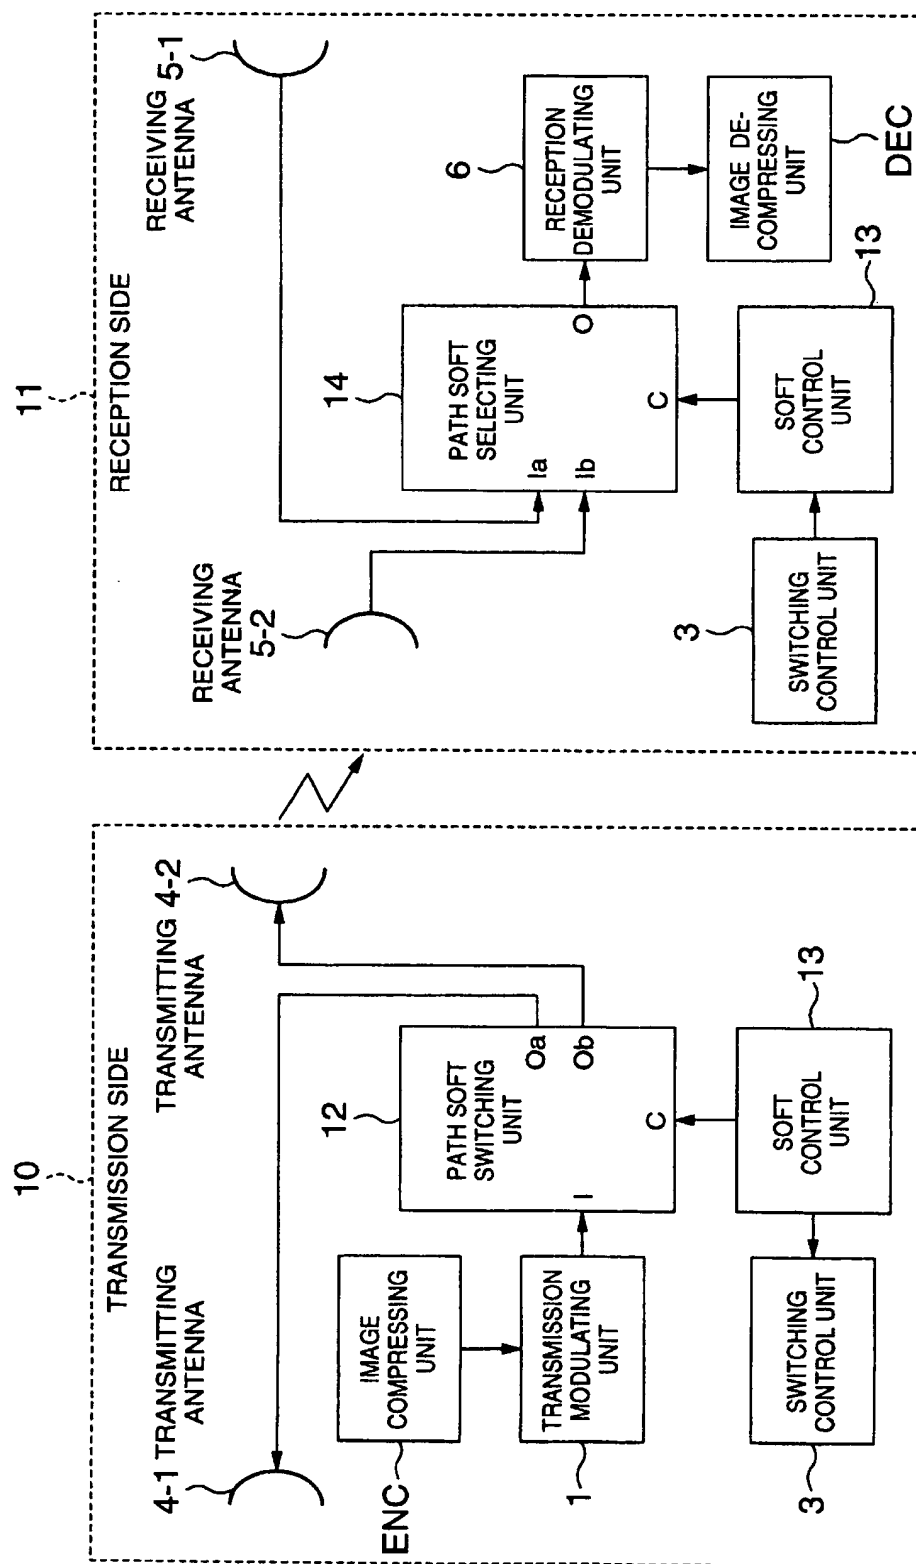 10
TRANSMISSION SIDE
4-1 TRANSMITTING
ANTENNA
TRANSMITTING 4-2
ANTENNA
ENC
IMAGE
COMPRESSING
UNIT
12
PATH SOFT
SWITCHING
UNIT
I
Oa
Ob
C
1
TRANSMISSION
MODULATING
UNIT
3
SWITCHING
CONTROL UNIT
13
SOFT
CONTROL
UNIT
11
RECEPTION SIDE
RECEIVING
ANTENNA
5-2
RECEIVING
ANTENNA
5-1
14
PATH SOFT
SELECTING
UNIT
Ia
Ib
O
C
6
RECEPTION
DEMODULATING
UNIT
IMAGE DE-
COMPRESSING
UNIT
DEC
3
SWITCHING
CONTROL UNIT
13
SOFT
CONTROL
UNIT